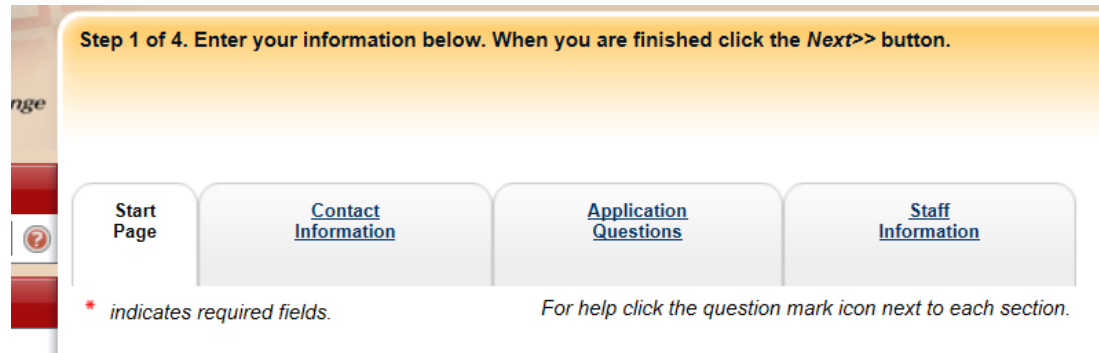 Step 1 of 4. Enter your information below. When you are finished click the Next>> button.
nge
Start
Page
Contact
Information
Application
Questions
Staff
Information
* indicates required fields.
For help click the question mark icon next to each section.